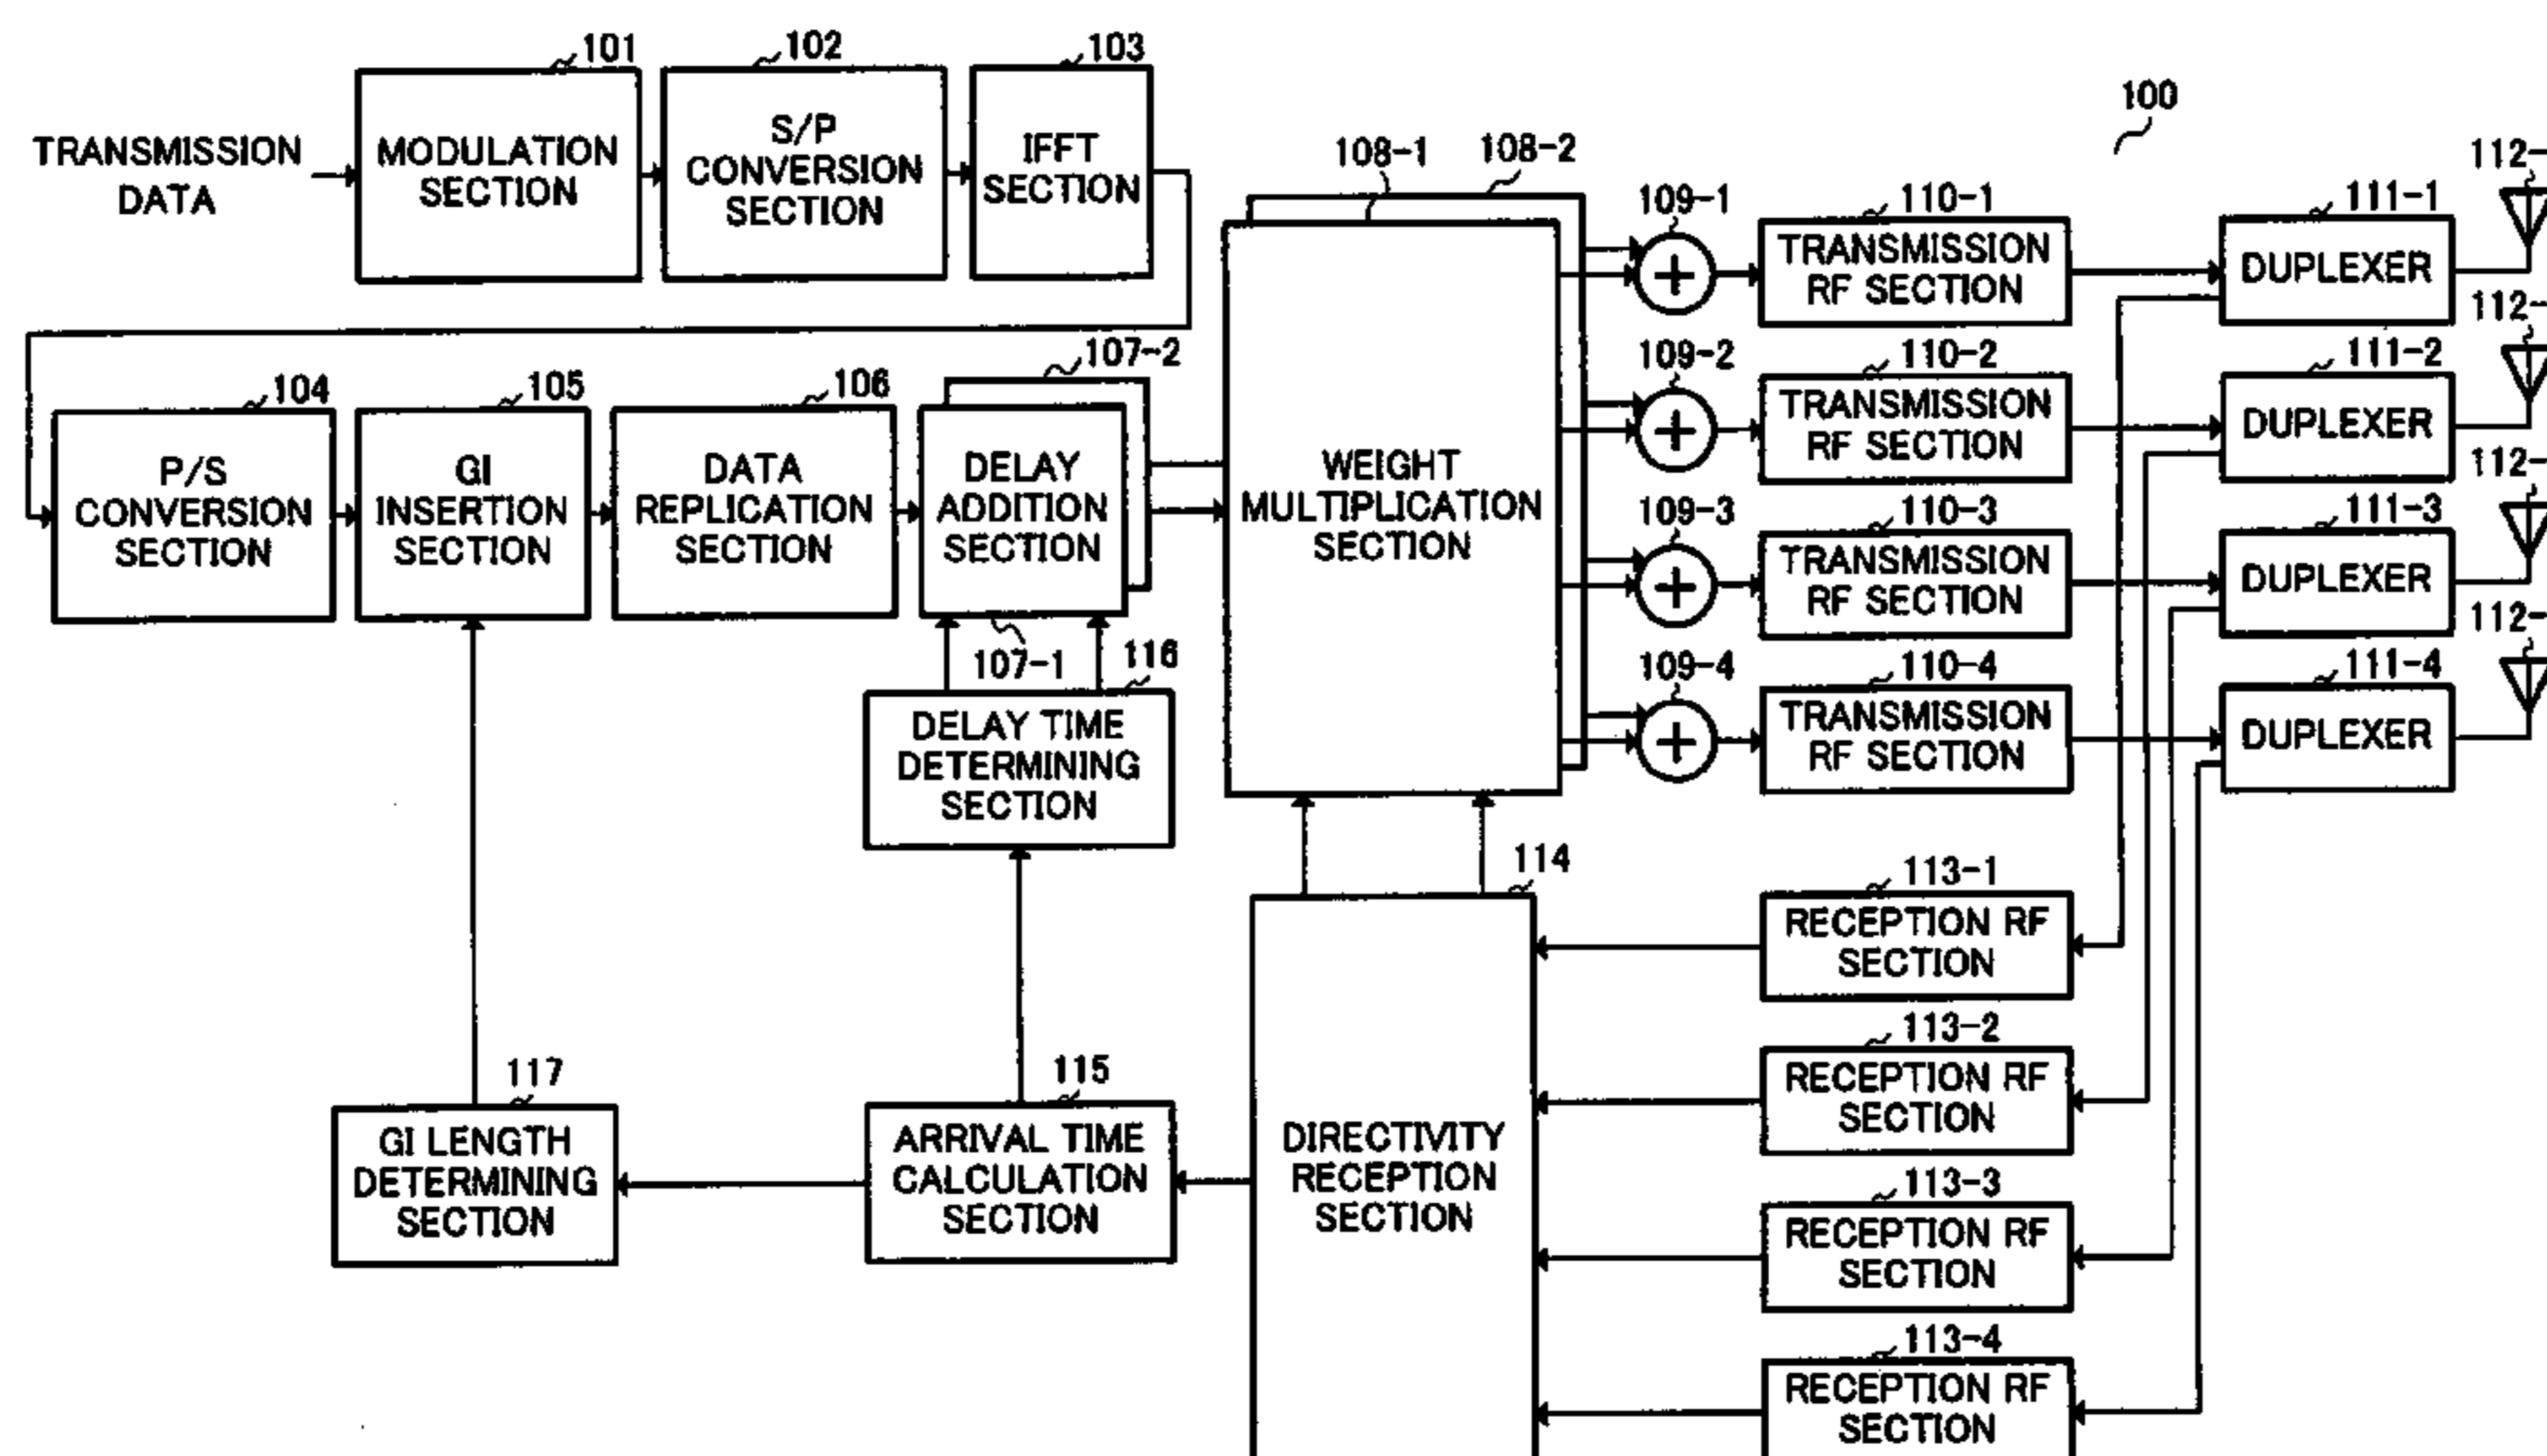 101
102
103
100
TRANSMISSION
DATA
MODULATION
SECTION
S/P
CONVERSION
SECTION
IFFT
SECTION
108-1
108-2
109-1
110-1
TRANSMISSION
RF SECTION
111-1
DUPLEXER
112-
109-2
110-2
TRANSMISSION
RF SECTION
111-2
DUPLEXER
112-
104
105
106
107-2
P/S
CONVERSION
SECTION
GI
INSERTION
SECTION
DATA
REPLICATION
SECTION
DELAY
ADDITION
SECTION
107-1
WEIGHT
MULTIPLICATION
SECTION
109-3
110-3
TRANSMISSION
RF SECTION
111-3
DUPLEXER
112-
109-4
110-4
TRANSMISSION
RF SECTION
111-4
DUPLEXER
112-
116
DELAY TIME
DETERMINING
SECTION
114
DIRECTIVITY
RECEPTION
SECTION
113-1
RECEPTION RF
SECTION
113-2
RECEPTION RF
SECTION
113-3
RECEPTION RF
SECTION
113-4
RECEPTION RF
SECTION
117
GI LENGTH
DETERMINING
SECTION
115
ARRIVAL TIME
CALCULATION
SECTION